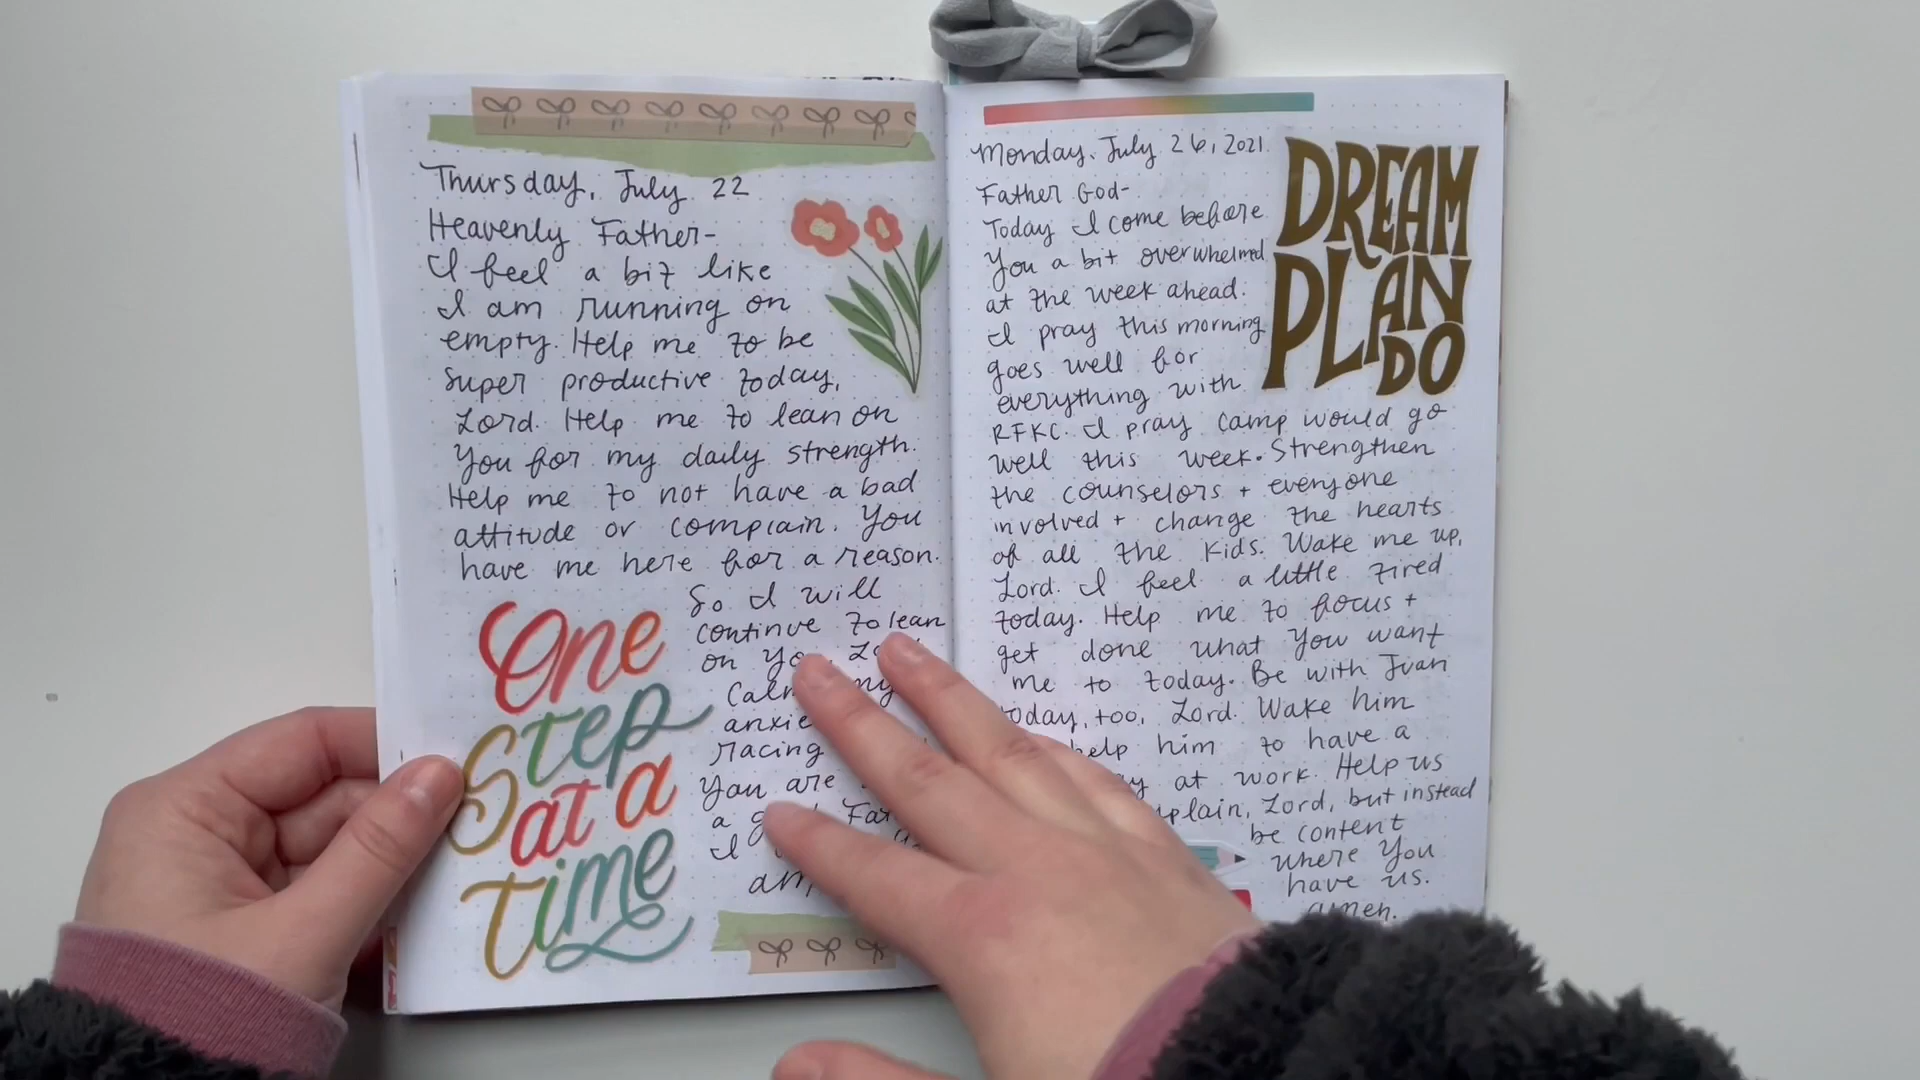 Thursday, July 22
Heavenly Father-
I feel a bit like
I am running on
empty. Help me to be
super productive today,
Lord. Help me to lean on
You for my daily strength.
Help me to not have a bad
attitude or complain. You
have me here for a reason.
So I will
continue to lean
on You
my
racing
You are
a
I
One
Step
at a
Time
Monday, July 26, 2021.
Father God-
Today I come before
You a bit overwhelmed
at the week ahead.
I pray this morning
goes well for
everything with
RFKC. I pray camp would go
well this week. Strengthen
the counselors + everyone
involved + change the hearts
of all the kids. Wake me up,
Lord. I feel a little tired
today. Help me to focus +
get done what You want
me to today. Be with Juan
today, too, Lord. Wake him
help him to have a
at work. Help us
Lord, but instead
be content
where You
have us.
amen.
DREAM
PLAN
DO